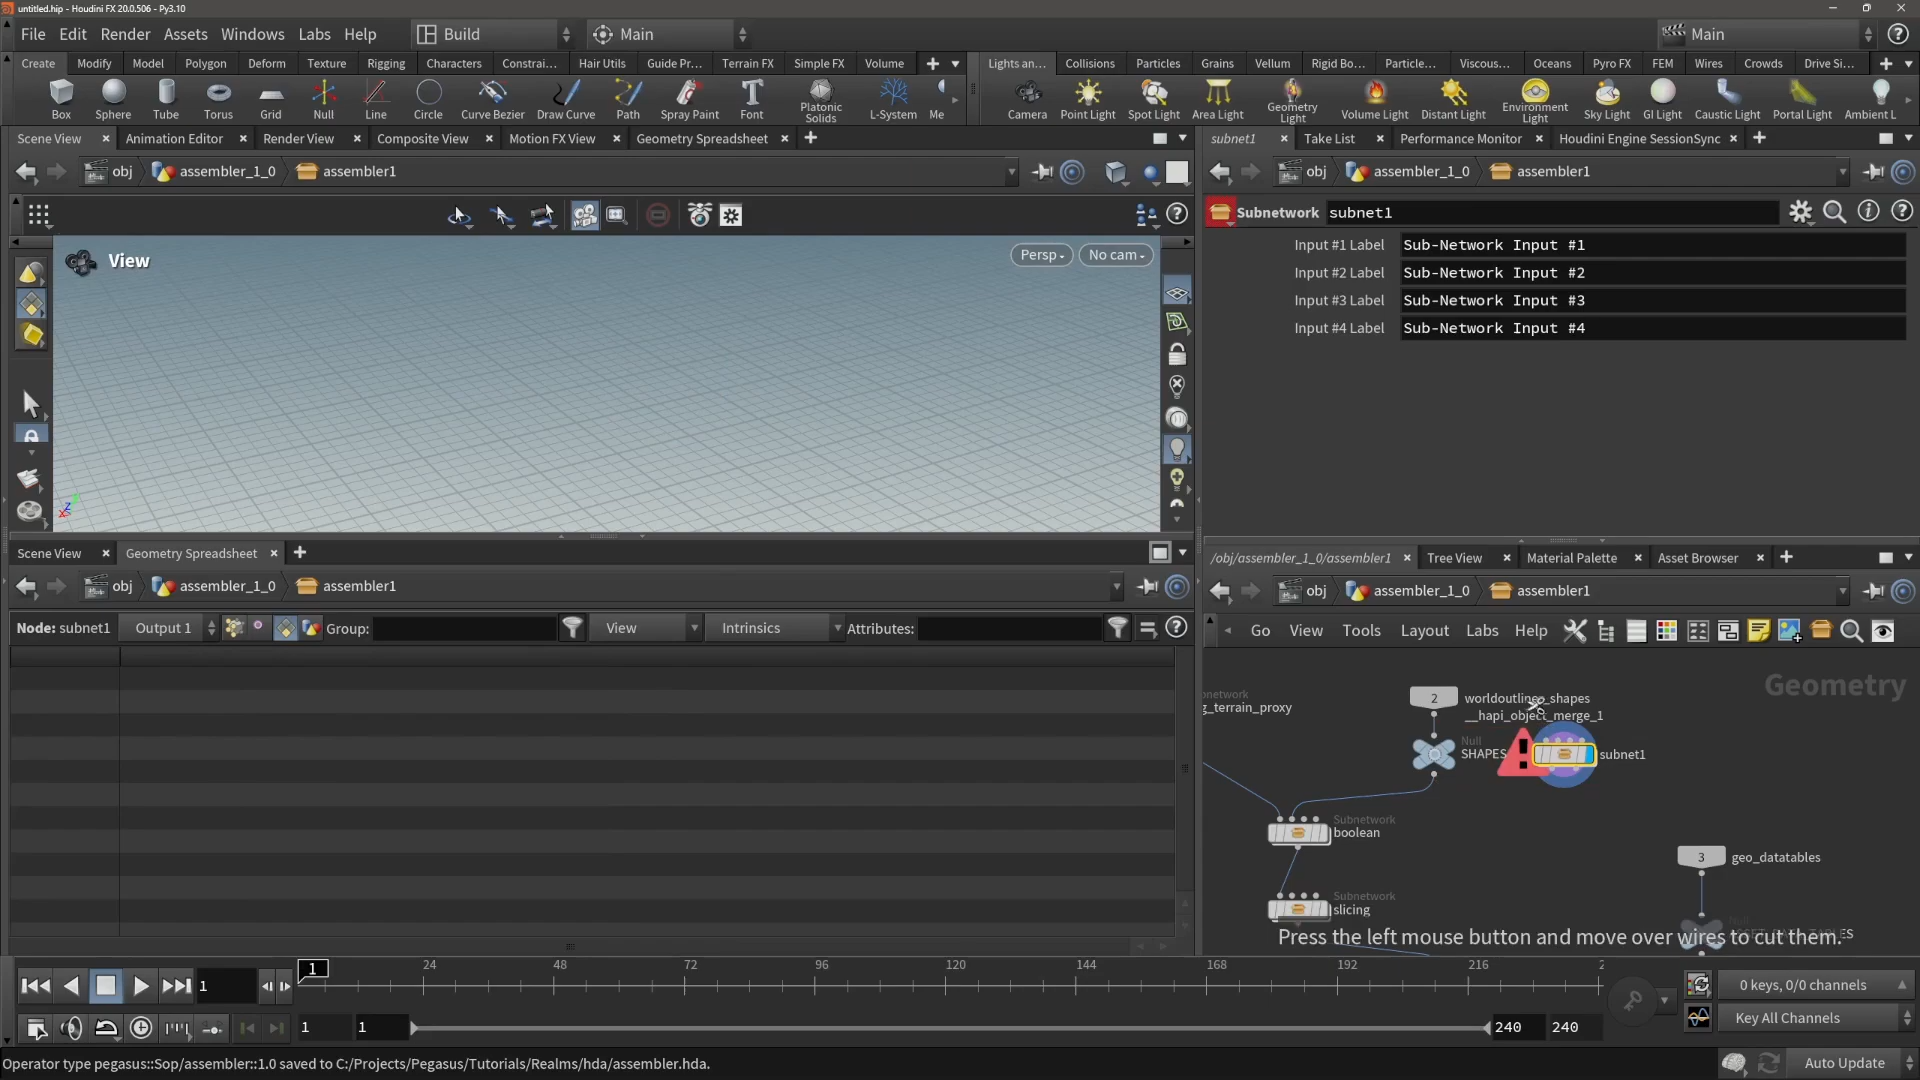 untitled.hip - Houdini FX 20.0.506 - Py3.10
File Edit Render Assets Windows Labs Help Build Main Main
Create Modify Model Polygon Deform Texture Rigging Characters Constrai... Hair Utils Guide Pr... Terrain FX Simple FX Volume
Lights an... Collisions Particles Grains Vellum Rigid Bo... Particle... Viscous... Oceans Pyro FX FEM Wires Crowds Drive Si...
Box Sphere Tube Torus Grid Null Line Circle Curve Bezier Draw Curve Path Spray Paint Font Platonic Solids L-System Me
Camera Point Light Spot Light Area Light Geometry Light Volume Light Distant Light Environment Light Sky Light GI Light Caustic Light Portal Light Ambient L
Scene View Animation Editor Render View Composite View Motion FX View Geometry Spreadsheet
subnet1 Take List Performance Monitor Houdini Engine SessionSync
obj assembler_1_0 assembler1
obj assembler_1_0 assembler1
Subnetwork subnet1
Input #1 Label Sub-Network Input #1
Input #2 Label Sub-Network Input #2
Input #3 Label Sub-Network Input #3
Input #4 Label Sub-Network Input #4
View Persp No cam
Scene View Geometry Spreadsheet
obj assembler_1_0 assembler1
Node: subnet1 Output 1 Group: View Intrinsics Attributes:
/obj/assembler_1_0/assembler1 Tree View Material Palette Asset Browser
obj assembler_1_0 assembler1
Go View Tools Layout Labs Help
Geometry
g_terrain_proxy
2 worldoutliner_shapes
__hapi_object_merge_1
Null
SHAPES
subnet1
Subnetwork
boolean
3 geo_datatables
Subnetwork
slicing
Press the left mouse button and move over wires to cut them.
1 1 24 48 72 96 120 144 168 192 216
0 keys, 0/0 channels
1 1 240 240
Key All Channels
Operator type pegasus::Sop/assembler::1.0 saved to C:/Projects/Pegasus/Tutorials/Realms/hda/assembler.hda.
Auto Update